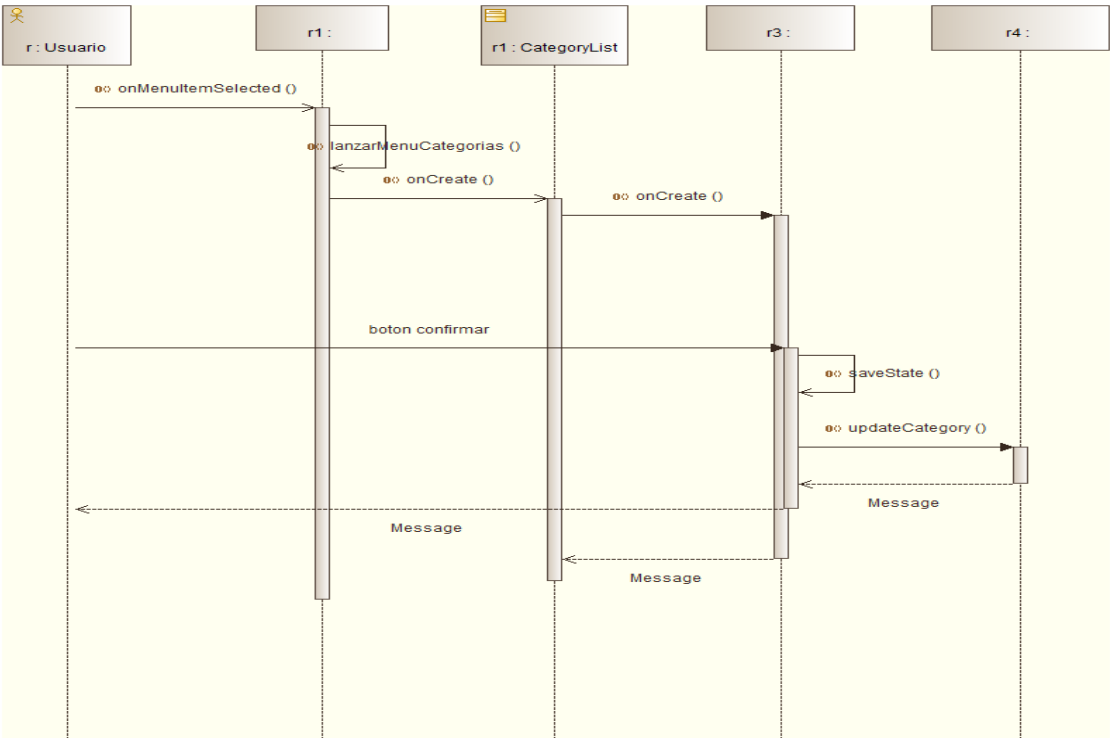 r : Usuario
r1 :
r1 : CategoryList
r3 :
r4 :
onMenuItemSelected ()
lanzarMenuCategorias ()
onCreate ()
onCreate ()
boton confirmar
saveState ()
updateCategory ()
Message
Message
Message